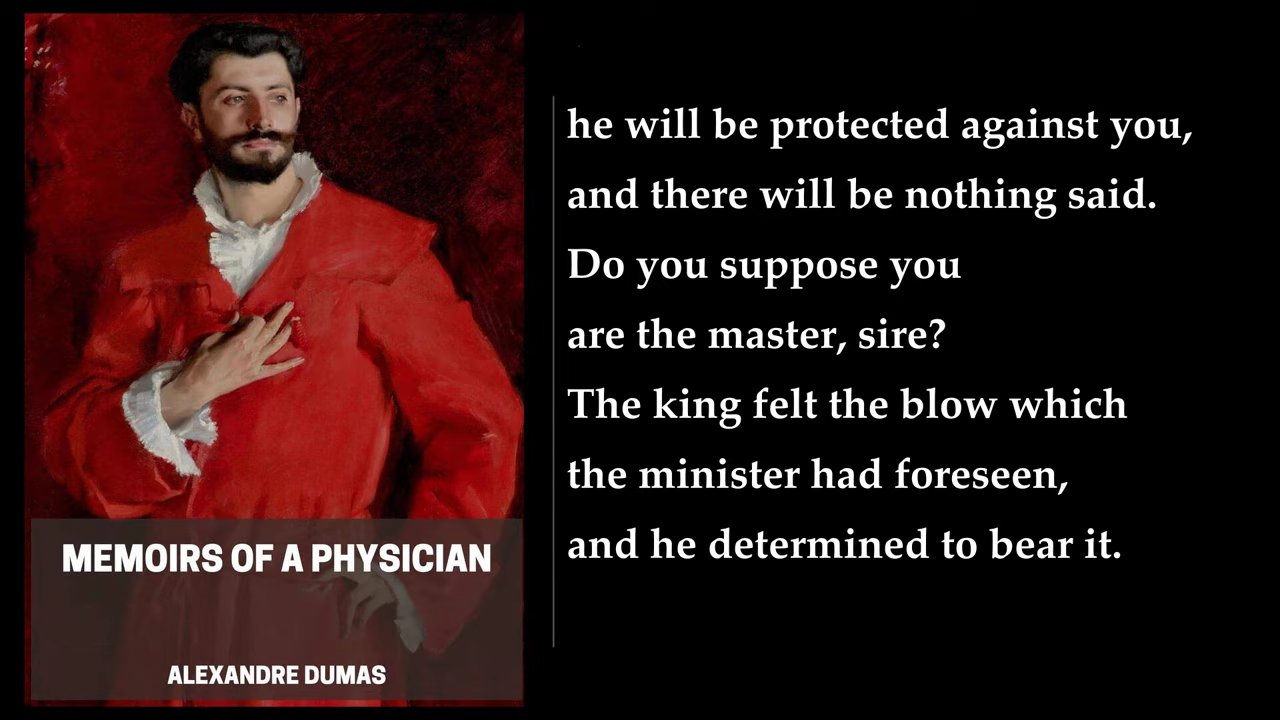 MEMOIRS OF A PHYSICIAN
ALEXANDRE DUMAS
he will be protected against you,
and there will be nothing said.
Do you suppose you
are the master, sire?
The king felt the blow which
the minister had foreseen,
and he determined to bear it.